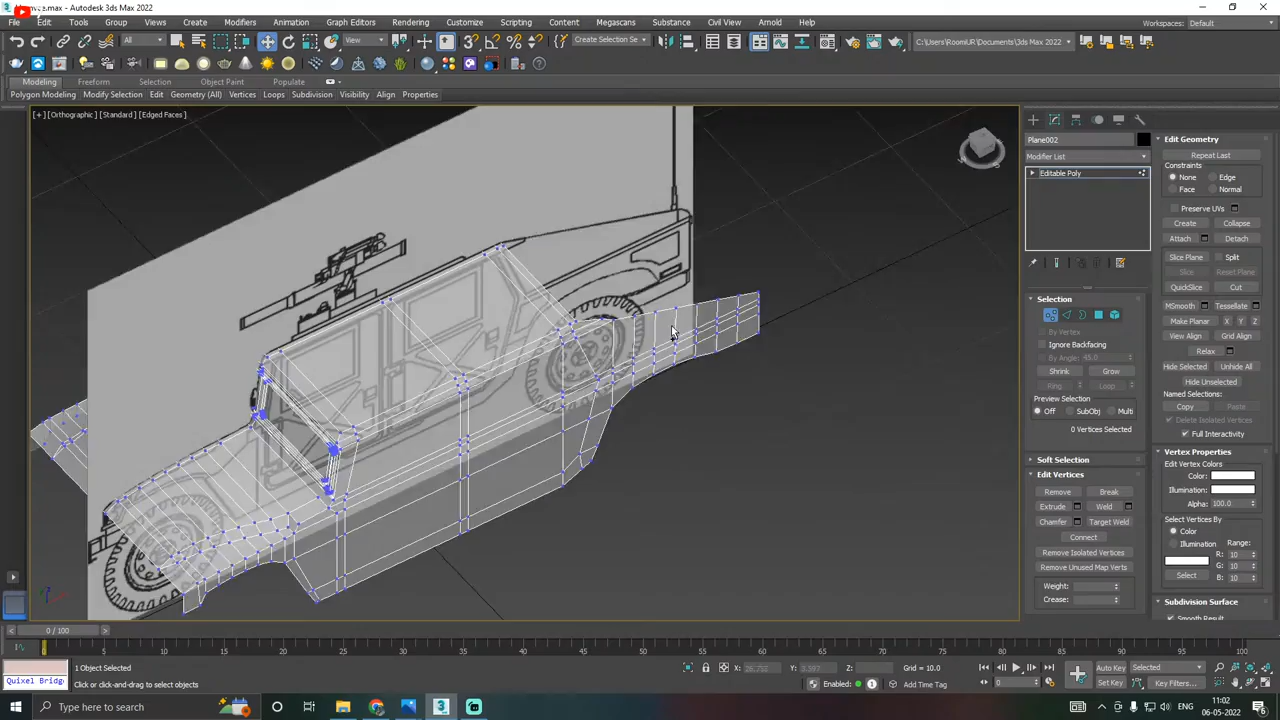 .max - Autodesk 3ds Max 2022
File Edit Tools Group Views Create Modifiers Animation Graph Editors Rendering Customize Scripting Content Megascans Substance Civil View Arnold Help
Workspaces: Default
All View Create Selection Se C:\Users\RoomUR\Documents\3ds Max 2022
Modeling Freeform Selection Object Paint Populate
Polygon Modeling Modify Selection Edit Geometry (All) Vertices Loops Subdivision Visibility Align Properties
[+] [Orthographic] [Standard] [Edged Faces]
Plane002
Modifier List
Editable Poly
Selection
By Vertex
Ignore Backfacing
By Angle: 45.0
Shrink Grow
Ring Loop
Preview Selection
Off SubObj Multi
0 Vertices Selected
Soft Selection
Edit Vertices
Remove Break
Extrude Weld
Chamfer Target Weld
Connect
Remove Isolated Vertices
Remove Unused Map Verts
Weight:
Crease:
Edit Geometry
Repeat Last
Constraints
None Edge
Face Normal
Preserve UVs
Create Collapse
Attach Detach
Slice Plane Split
Slice Reset Plane
QuickSlice Cut
MSmooth Tessellate
Make Planar X Y Z
View Align Grid Align
Relax
Hide Selected Unhide All
Hide Unselected
Named Selections:
Copy Paste
Delete Isolated Vertices
Full Interactivity
Vertex Properties
Edit Vertex Colors
Color:
Illumination:
Alpha: 100.0
Select Vertices By
Color Range:
Illumination R: 10
G: 10
Select B: 10
Subdivision Surface
Smooth Result
0 / 100
0 5 10 15 20 25 30 35 40 45 50 55 60 65 70 75 80 85 90 95 100
1 Object Selected
Click or click-and-drag to select objects
Quixel Bridg
X: 26.752 Y: 3.597 Z: Grid = 10.0
Enabled: Add Time Tag
Auto Key Selected
Set Key Key Filters...
0
Type here to search
ENG
11:02
06-05-2022